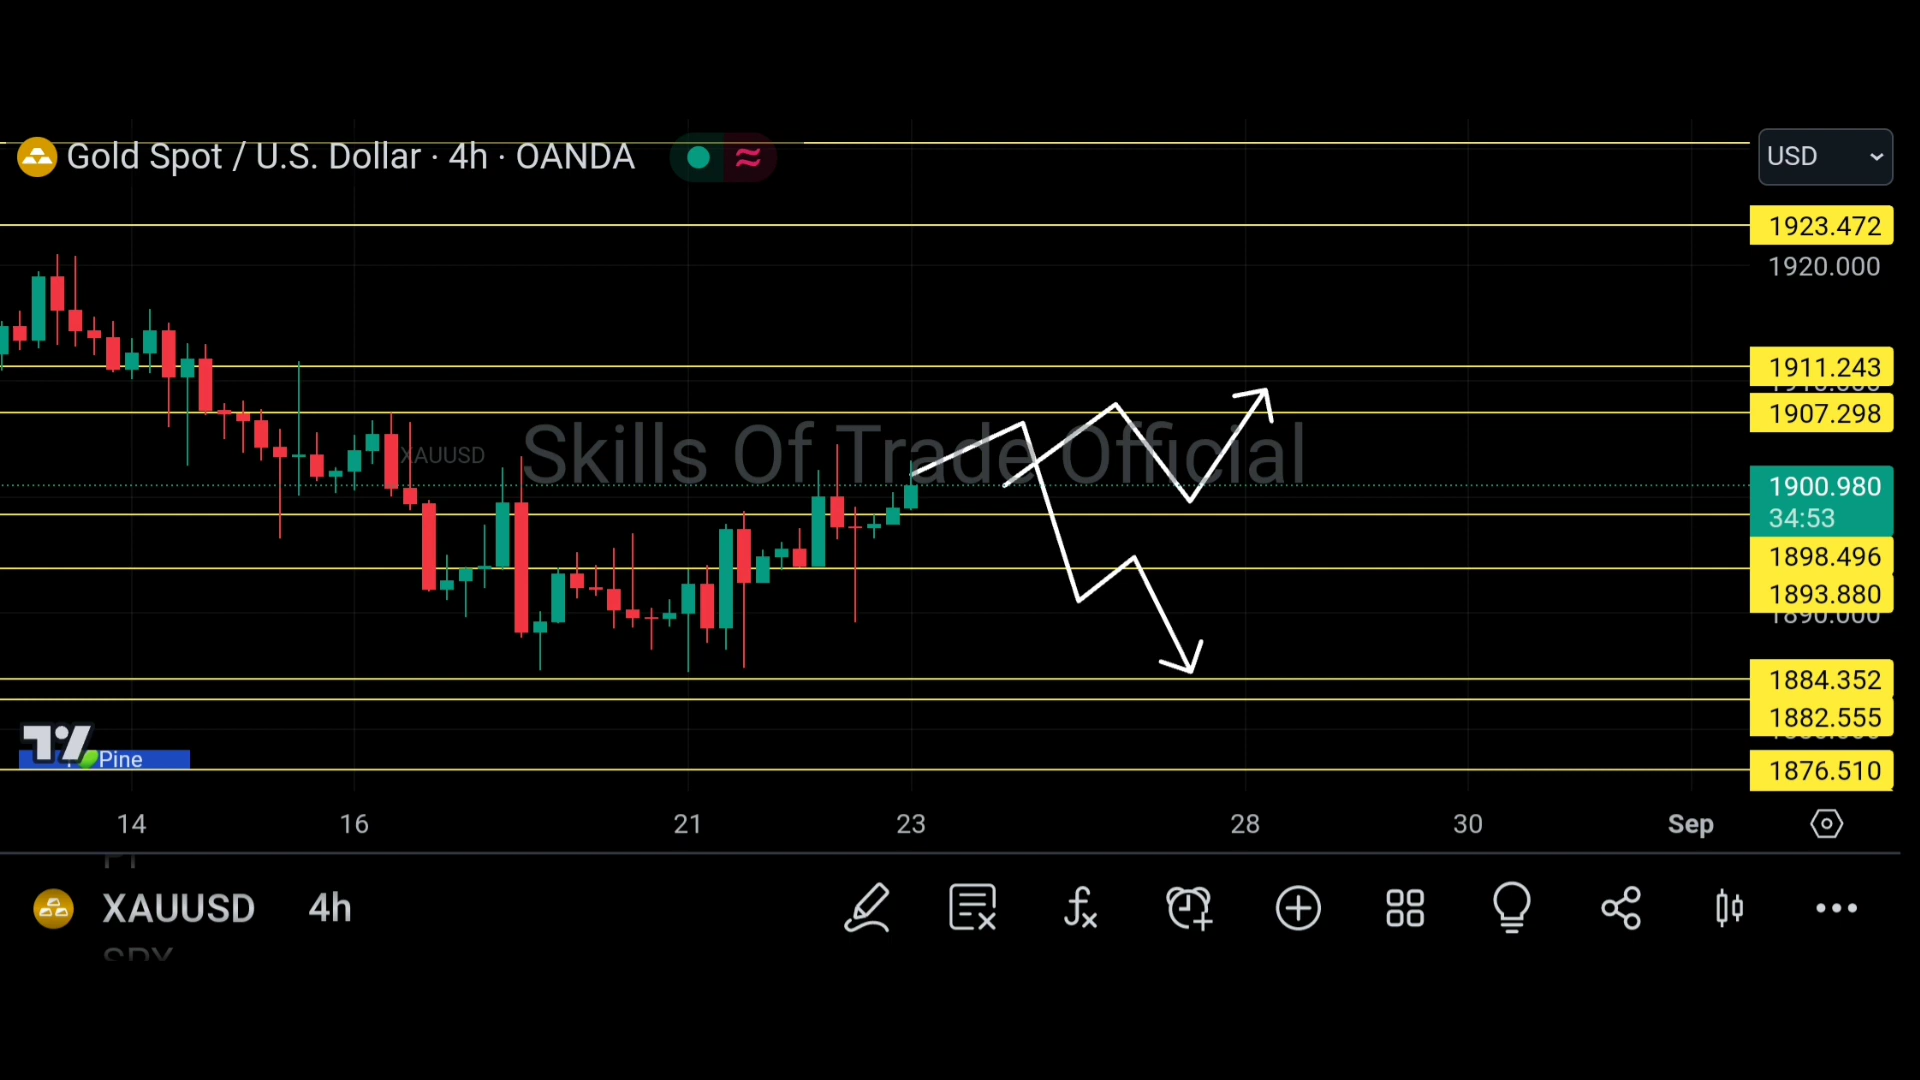 Gold Spot / U.S. Dollar · 4h · OANDA
USD
1923.472
1920.000
1911.243
1907.298
XAUUSD
Skills Of Trade Official
1900.980
34:53
1898.496
1893.880
1890.000
1884.352
1882.555
1876.510
Pine
14 16 21 23 28 30 Sep
XAUUSD 4h